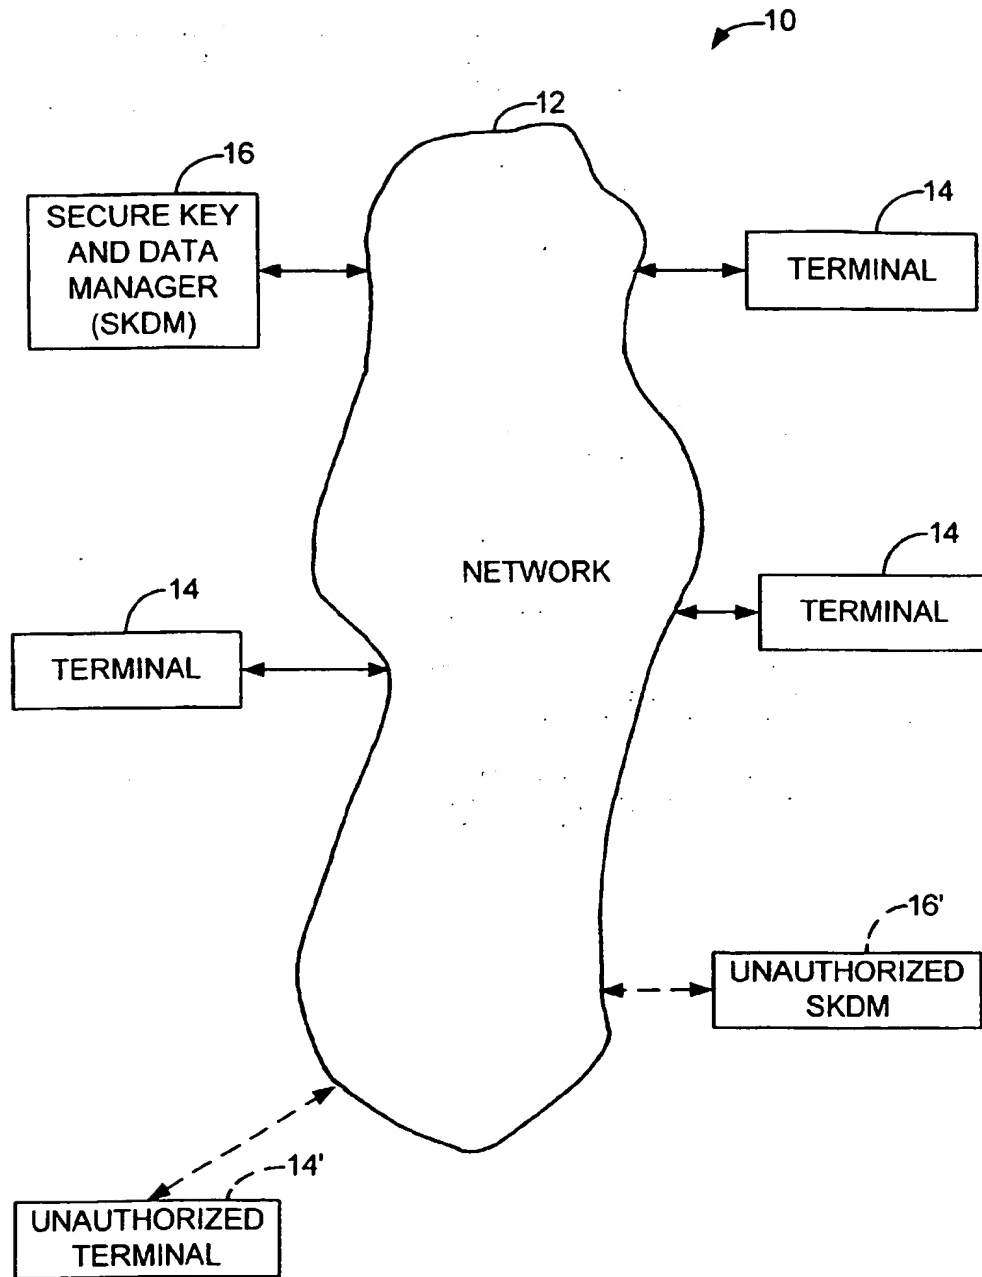 10
12
16
SECURE KEY
AND DATA
MANAGER
(SKDM)
14
TERMINAL
14
TERMINAL
NETWORK
14
TERMINAL
16'
UNAUTHORIZED
SKDM
14'
UNAUTHORIZED
TERMINAL